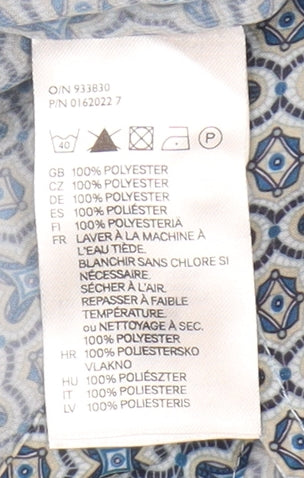 O/N 933830
P/N 0162022 7
40 P
GB 100% POLYESTER
CZ 100% POLYESTER
DE 100% POLYESTER
ES 100% POLIÉSTER
FI 100% POLYESTERIA
FR LAVER À LA MACHINE À
L'EAU TIÈDE.
BLANCHIR SANS CHLORE SI
NÉCESSAIRE.
SÉCHER À L'AIR.
REPASSER À FAIBLE
TEMPÉRATURE.
ou NETTOYAGE À SEC.
100% POLYESTER
HR 100% POLIESTERSKO
VLAKNO
HU 100% POLIÉSZTER
IT 100% POLIESTERE
LV 100% POLIESTERIS